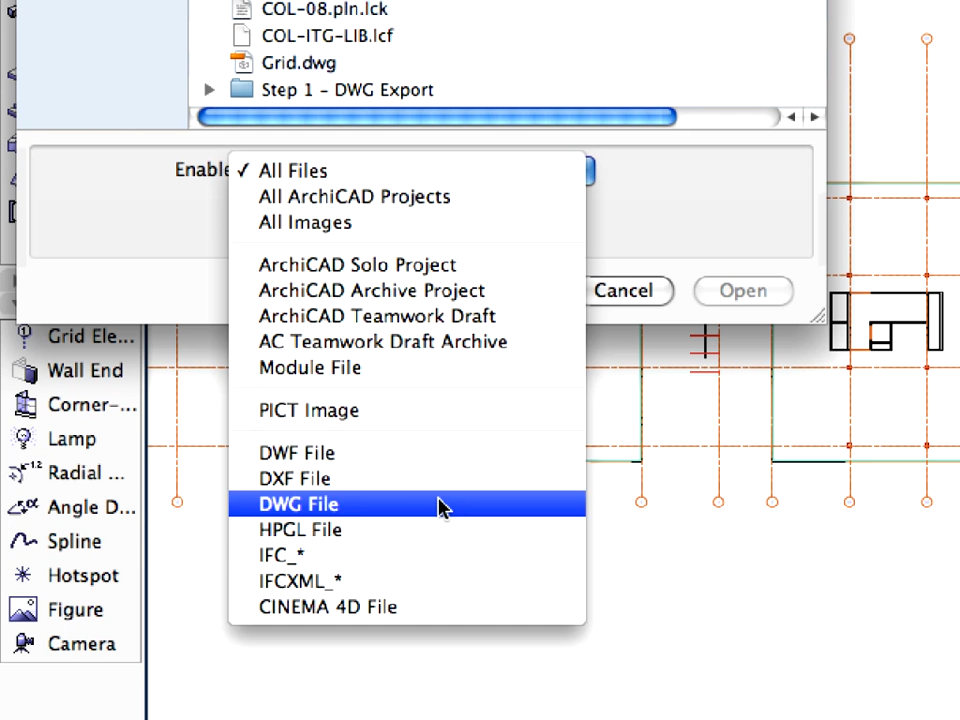 COL-08.pln.lck
COL-ITG-LIB.lcf
Grid.dwg
Step 1 - DWG Export
Enable
✓ All Files
All ArchiCAD Projects
All Images
ArchiCAD Solo Project
ArchiCAD Archive Project
ArchiCAD Teamwork Draft
AC Teamwork Draft Archive
Module File
PICT Image
DWF File
DXF File
DWG File
HPGL File
IFC_*
IFCXML_*
CINEMA 4D File
Cancel
Open
Grid Ele...
Wall End
Corner-...
Lamp
Radial ...
Angle D...
Spline
Hotspot
Figure
Camera